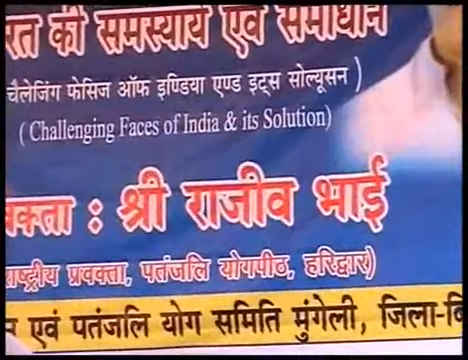 की समस्यायें एवं समाधान
चैलेंजिंग फेसिज ऑफ इण्डिया एण्ड इट्स सोल्यूसन )
( Challenging Faces of India & its Solution)
वक्ता : श्री राजीव भाई
राष्ट्रीय प्रवक्ता, पतंजलि योगपीठ, हरिद्वार)
एवं पतंजलि योग समिति मुंगेली, जिला-बि